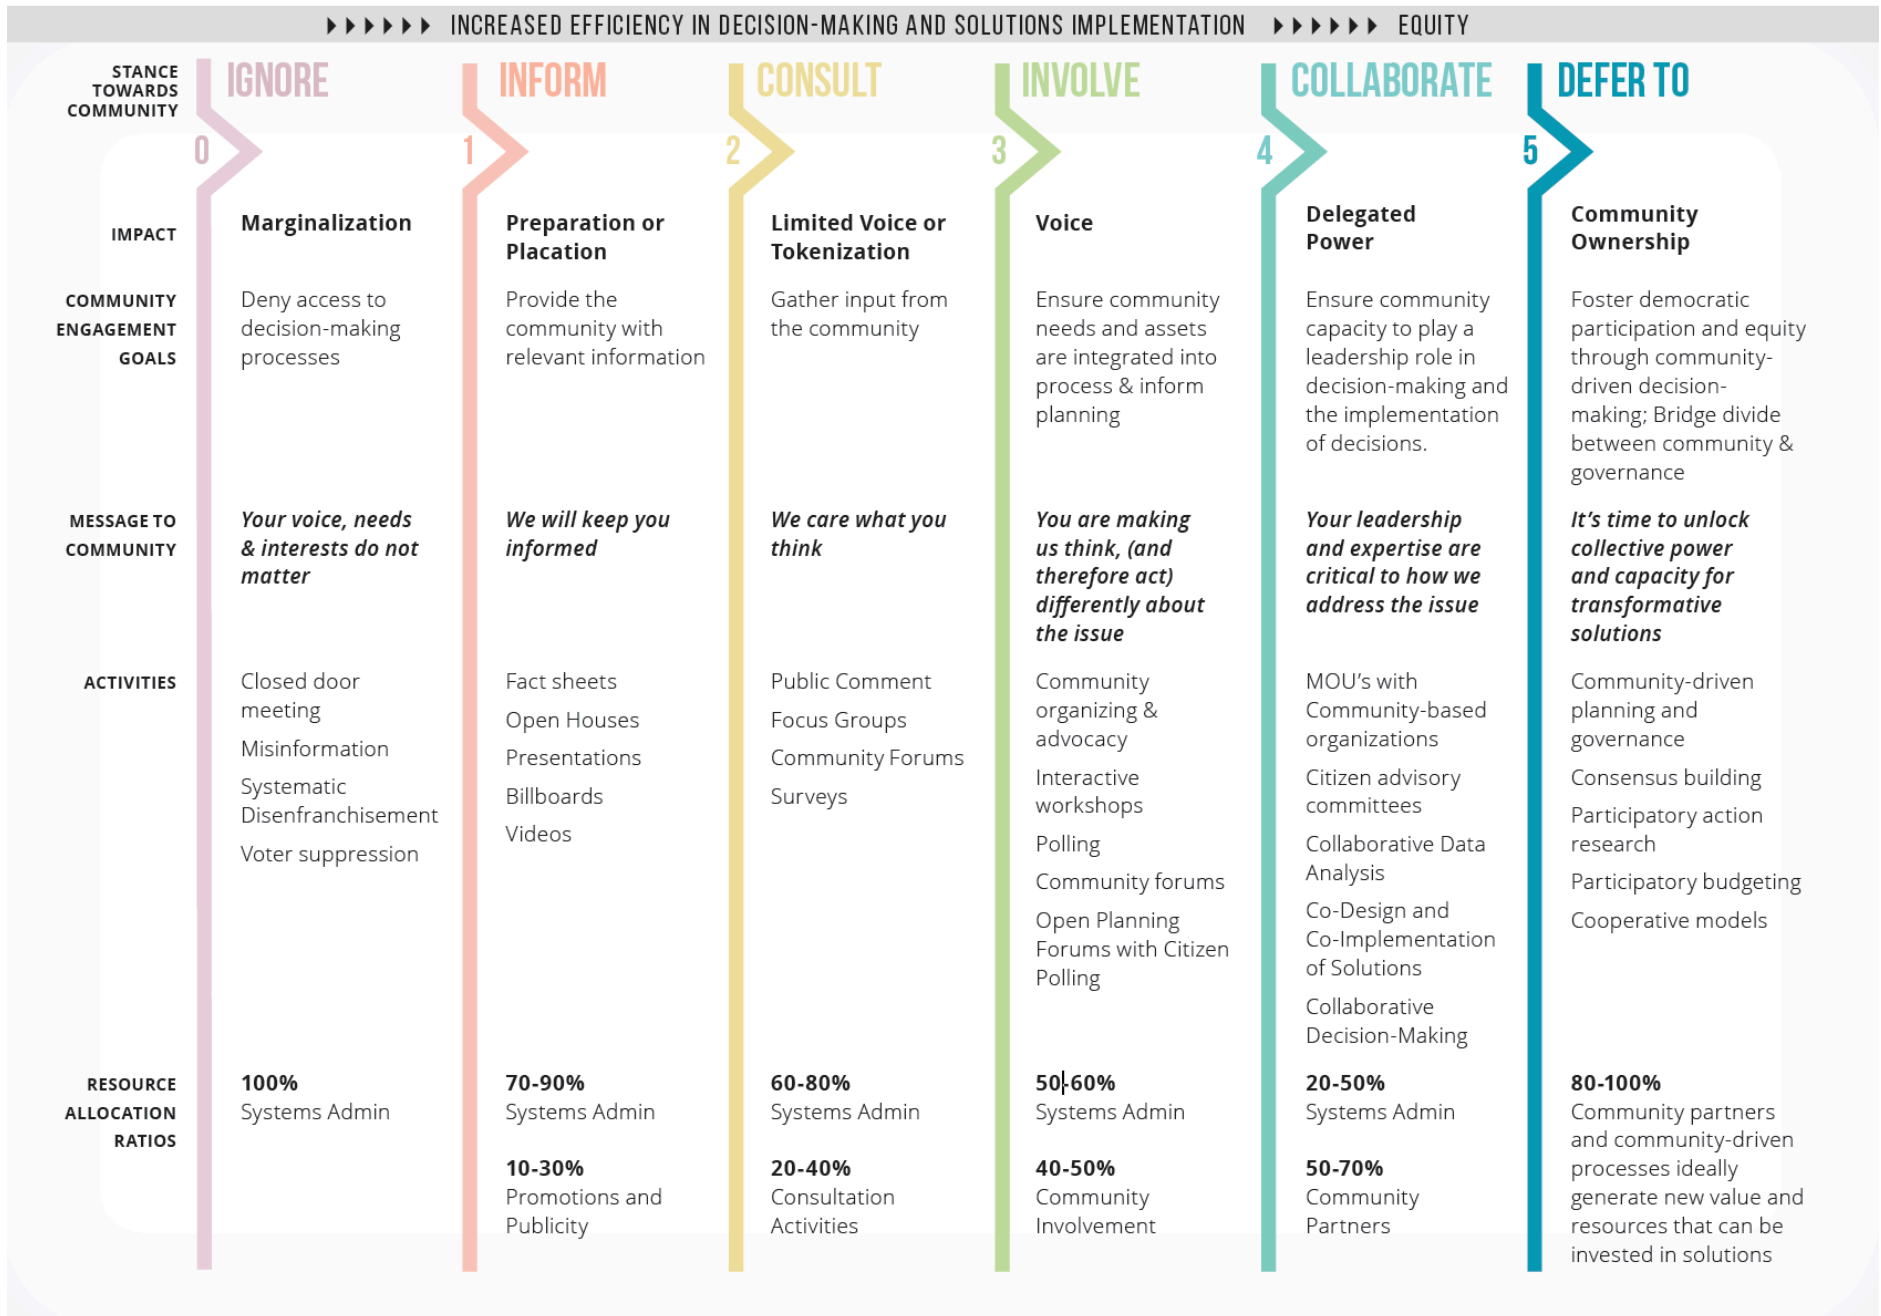 INCREASED EFFICIENCY IN DECISION-MAKING AND SOLUTIONS IMPLEMENTATION EQUITY
STANCE
TOWARDS
COMMUNITY
IGNORE
INFORM
CONSULT
INVOLVE
COLLABORATE
DEFER TO
0
1
2
3
4
5
IMPACT
Marginalization
Preparation or
Placation
Limited Voice or
Tokenization
Voice
Delegated
Power
Community
Ownership
COMMUNITY
ENGAGEMENT
GOALS
Deny access to
decision-making
processes
Provide the
community with
relevant information
Gather input from
the community
Ensure community
needs and assets
are integrated into
process & inform
planning
Ensure community
capacity to play a
leadership role in
decision-making and
the implementation
of decisions.
Foster democratic
participation and equity
through community-
driven decision-
making; Bridge divide
between community &
governance
MESSAGE TO
COMMUNITY
Your voice, needs
& interests do not
matter
We will keep you
informed
We care what you
think
You are making
us think, (and
therefore act)
differently about
the issue
Your leadership
and expertise are
critical to how we
address the issue
It's time to unlock
collective power
and capacity for
transformative
solutions
ACTIVITIES
Closed door
meeting
Misinformation
Systematic
Disenfranchisement
Voter suppression
Fact sheets
Open Houses
Presentations
Billboards
Videos
Public Comment
Focus Groups
Community Forums
Surveys
Community
organizing &
advocacy
Interactive
workshops
Polling
Community forums
Open Planning
Forums with Citizen
Polling
MOU's with
Community-based
organizations
Citizen advisory
committees
Collaborative Data
Analysis
Co-Design and
Co-Implementation
of Solutions
Collaborative
Decision-Making
Community-driven
planning and
governance
Consensus building
Participatory action
research
Participatory budgeting
Cooperative models
RESOURCE
ALLOCATION
RATIOS
100%
Systems Admin
70-90%
Systems Admin
10-30%
Promotions and
Publicity
60-80%
Systems Admin
20-40%
Consultation
Activities
50-60%
Systems Admin
40-50%
Community
Involvement
20-50%
Systems Admin
50-70%
Community
Partners
80-100%
Community partners
and community-driven
processes ideally
generate new value and
resources that can be
invested in solutions